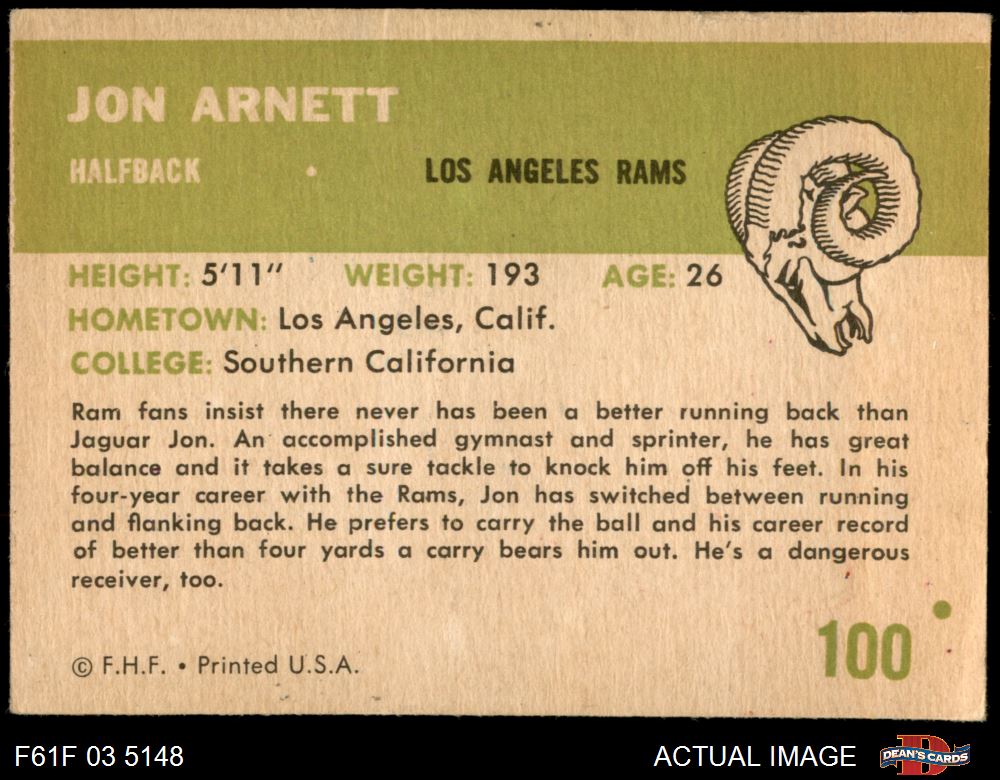 JON ARNETT
HALFBACK • LOS ANGELES RAMS
HEIGHT: 5'11" WEIGHT: 193 AGE: 26
HOMETOWN: Los Angeles, Calif.
COLLEGE: Southern California
Ram fans insist there never has been a better running back than
Jaguar Jon. An accomplished gymnast and sprinter, he has great
balance and it takes a sure tackle to knock him off his feet. In his
four-year career with the Rams, Jon has switched between running
and flanking back. He prefers to carry the ball and his career record
of better than four yards a carry bears him out. He's a dangerous
receiver, too.
100
© F.H.F. • Printed U.S.A.
F61F 03 5148
ACTUAL IMAGE
DEAN'S CARDS